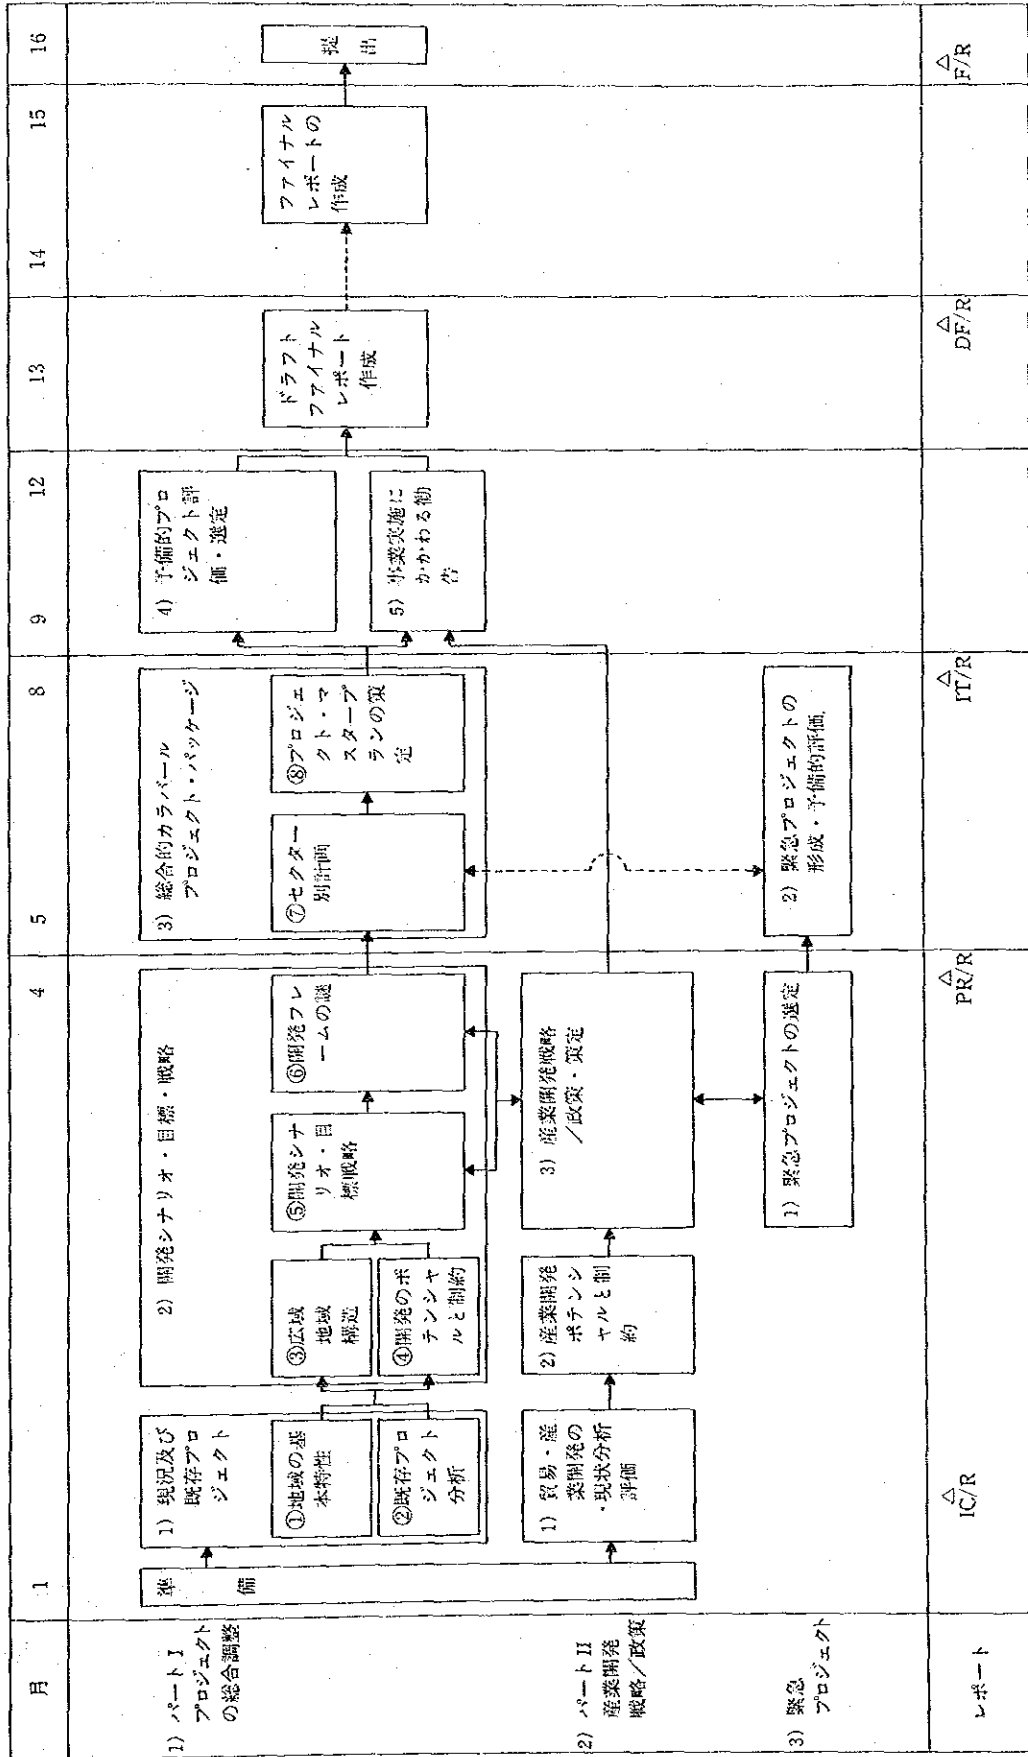 月
1
4
5
8
9
12
13
14
15
16
1) パートⅠ
プロジェクト
の総合調整
準備
1) 現況及び
既存プロ
ジェクト
①地域の基
本特性
②既存プロ
ジェクト
分析
2) 開発シナリオ・目標・戦略
③広域
地域
構造
④開発のポ
テンシャ
ルと制約
⑤開発シナ
リオ・目
標戦略
⑥開発フレ
ームの謎
3) 総合的カラバール
プロジェクト・パッケージ
⑦セクター
別計画
⑧プロジェ
クト・マ
スタープ
ランの策
定
4) 予備的プロ
ジェクト評
価・選定
5) 事業実施に
かかわる勧
告
ドラフト
ファイナル
レポート
作成
ファイナル
レポートの
作成
提出
2) パートⅡ
産業開発
戦略/政策
1) 貿易・産
業開発の
・現状分析
評価
2) 産業開発
ポテンシ
ャルと制
約
3) 産業開発戦略
/政策・策定
3) 緊急
プロジェクト
1) 緊急プロジェクトの選定
2) 緊急プロジェクトの
形成・予備的評価
レポート
△
IC/R
△
PR/R
△
IT/R
△
DF/R
△
F/R